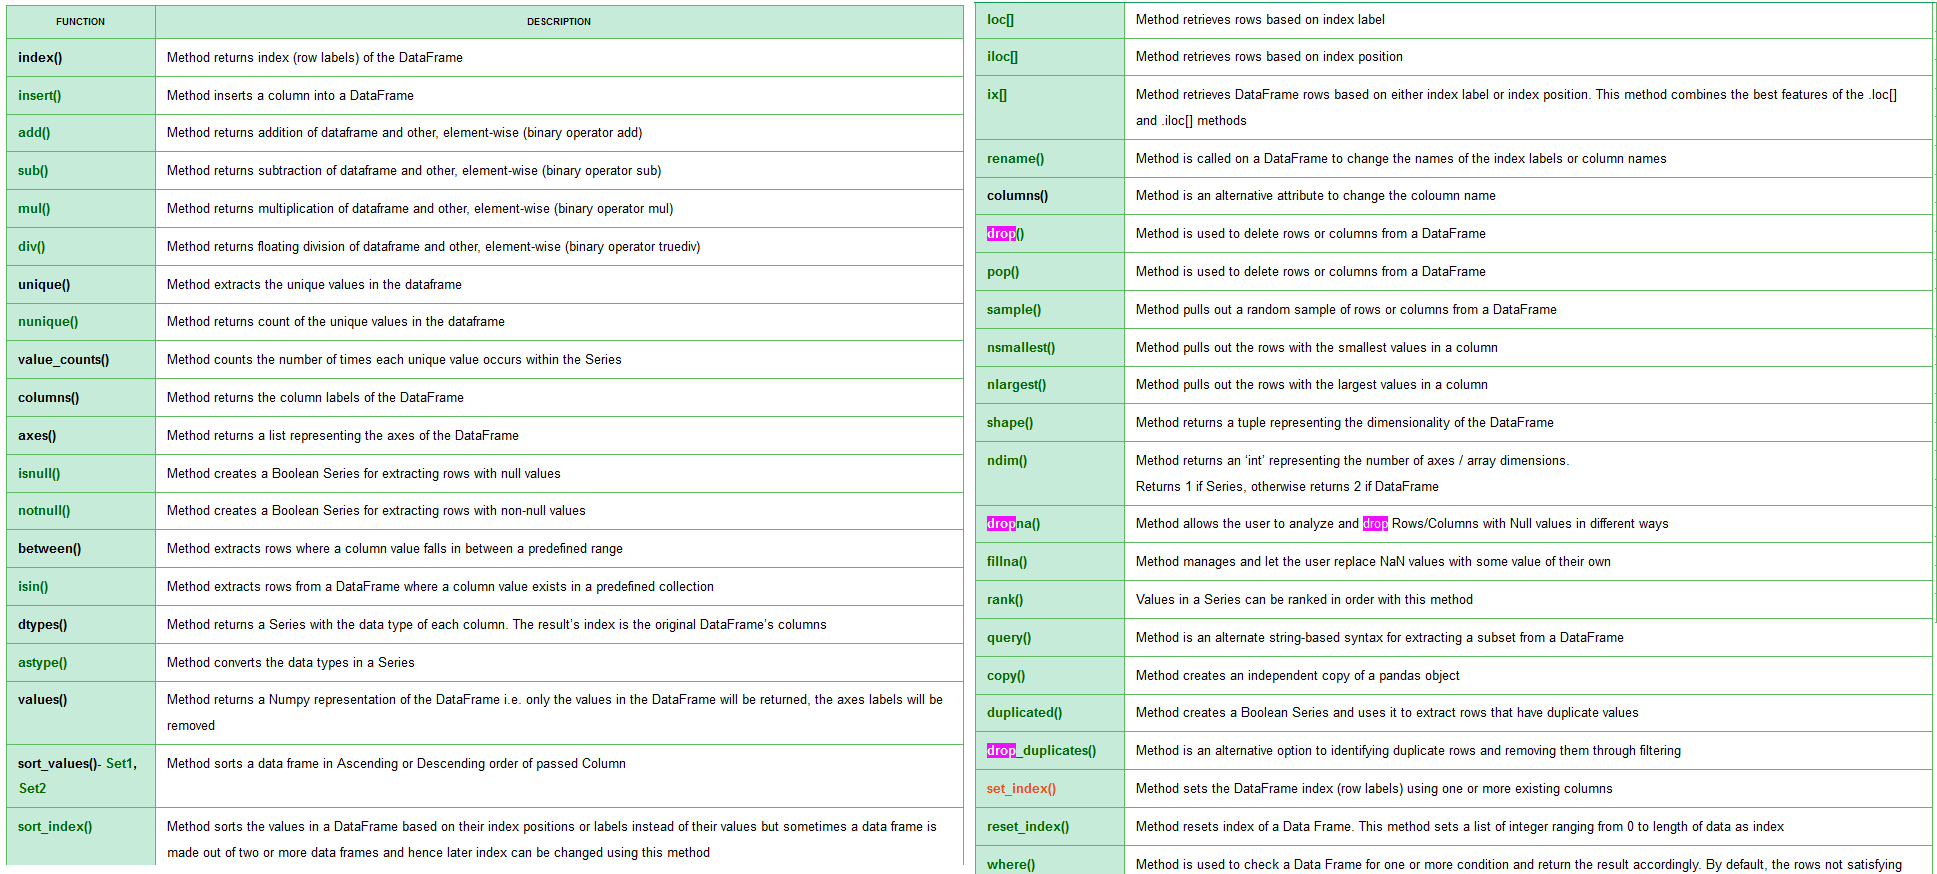 FUNCTION DESCRIPTION
index() Method returns index (row labels) of the DataFrame
insert() Method inserts a column into a DataFrame
add() Method returns addition of dataframe and other, element-wise (binary operator add)
sub() Method returns subtraction of dataframe and other, element-wise (binary operator sub)
mul() Method returns multiplication of dataframe and other, element-wise (binary operator mul)
div() Method returns floating division of dataframe and other, element-wise (binary operator truediv)
unique() Method extracts the unique values in the dataframe
nunique() Method returns count of the unique values in the dataframe
value_counts() Method counts the number of times each unique value occurs within the Series
columns() Method returns the column labels of the DataFrame
axes() Method returns a list representing the axes of the DataFrame
isnull() Method creates a Boolean Series for extracting rows with null values
notnull() Method creates a Boolean Series for extracting rows with non-null values
between() Method extracts rows where a column value falls in between a predefined range
isin() Method extracts rows from a DataFrame where a column value exists in a predefined collection
dtypes() Method returns a Series with the data type of each column. The result’s index is the original DataFrame’s columns
astype() Method converts the data types in a Series
values() Method returns a Numpy representation of the DataFrame i.e. only the values in the DataFrame will be returned, the axes labels will be
removed
sort_values()- Set1, Method sorts a data frame in Ascending or Descending order of passed Column
Set2
sort_index() Method sorts the values in a DataFrame based on their index positions or labels instead of their values but sometimes a data frame is
made out of two or more data frames and hence later index can be changed using this method
loc[] Method retrieves rows based on index label
iloc[] Method retrieves rows based on index position
ix[] Method retrieves DataFrame rows based on either index label or index position. This method combines the best features of the .loc[]
and .iloc[] methods
rename() Method is called on a DataFrame to change the names of the index labels or column names
columns() Method is an alternative attribute to change the coloumn name
drop() Method is used to delete rows or columns from a DataFrame
pop() Method is used to delete rows or columns from a DataFrame
sample() Method pulls out a random sample of rows or columns from a DataFrame
nsmallest() Method pulls out the rows with the smallest values in a column
nlargest() Method pulls out the rows with the largest values in a column
shape() Method returns a tuple representing the dimensionality of the DataFrame
ndim() Method returns an ‘int’ representing the number of axes / array dimensions.
Returns 1 if Series, otherwise returns 2 if DataFrame
dropna() Method allows the user to analyze and drop Rows/Columns with Null values in different ways
fillna() Method manages and let the user replace NaN values with some value of their own
rank() Values in a Series can be ranked in order with this method
query() Method is an alternate string-based syntax for extracting a subset from a DataFrame
copy() Method creates an independent copy of a pandas object
duplicated() Method creates a Boolean Series and uses it to extract rows that have duplicate values
drop_duplicates() Method is an alternative option to identifying duplicate rows and removing them through filtering
set_index() Method sets the DataFrame index (row labels) using one or more existing columns
reset_index() Method resets index of a Data Frame. This method sets a list of integer ranging from 0 to length of data as index
where() Method is used to check a Data Frame for one or more condition and return the result accordingly. By default, the rows not satisfying